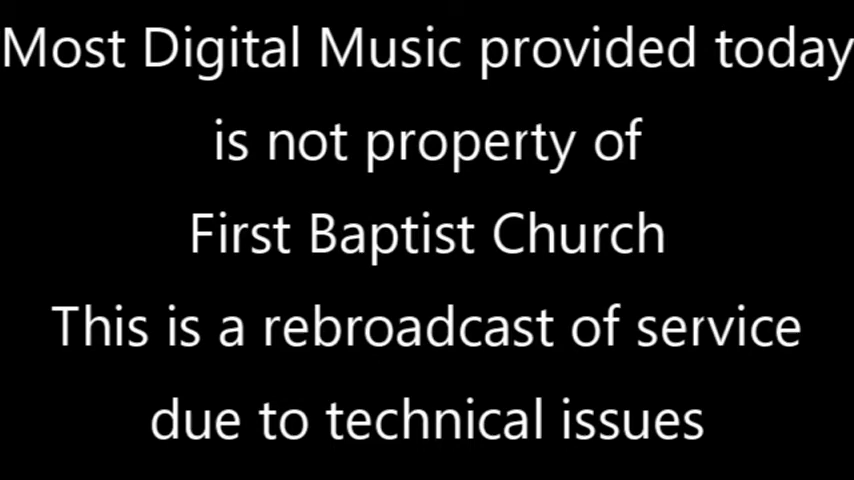 Most Digital Music provided today
is not property of
First Baptist Church
This is a rebroadcast of service
due to technical issues